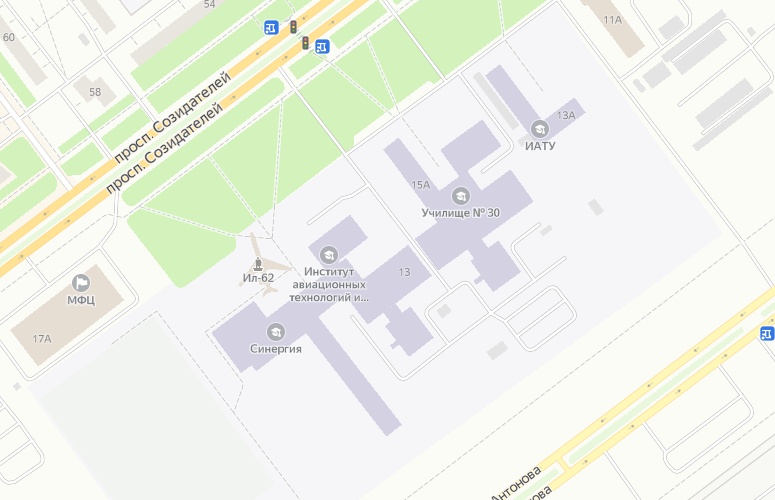 54
60
11А
58
просп. Созидателей
просп. Созидателей
13А
ИАТУ
15А
Училище № 30
Ил-62
Институт
авиационных
технологий и...
13
МФЦ
17А
Синергия
Антонова
ова